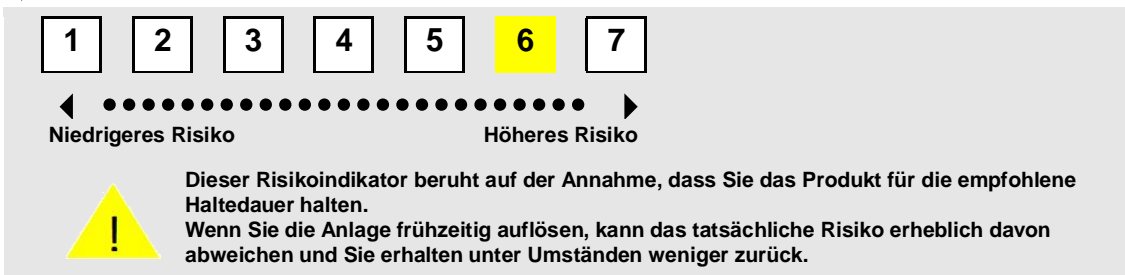 1 2 3 4 5 6 7
Niedrigeres Risiko Höheres Risiko
Dieser Risikoindikator beruht auf der Annahme, dass Sie das Produkt für die empfohlene
Haltedauer halten.
! Wenn Sie die Anlage frühzeitig auflösen, kann das tatsächliche Risiko erheblich davon
abweichen und Sie erhalten unter Umständen weniger zurück.